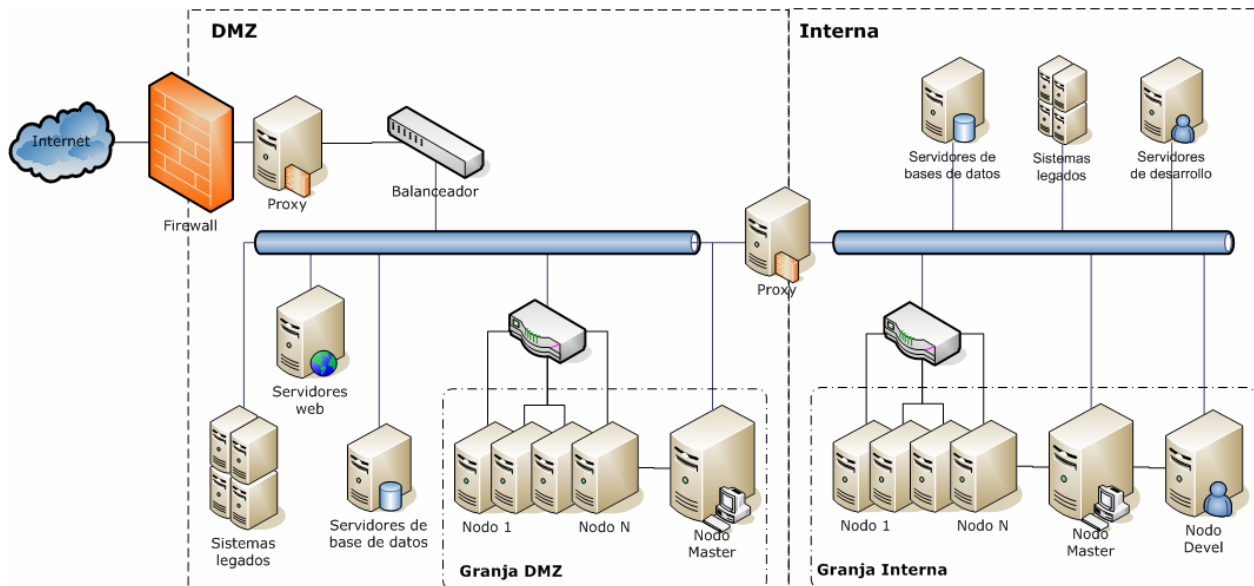 DMZ
Interna
Internet
Firewall
Proxy
Balanceador
Servidores de
bases de datos
Sistemas
legados
Servidores
de desarrollo
Proxy
Servidores
web
Sistemas
legados
Servidores de
base de datos
Nodo 1
Nodo N
Nodo
Master
Granja DMZ
Nodo 1
Nodo N
Nodo
Master
Nodo
Devel
Granja Interna